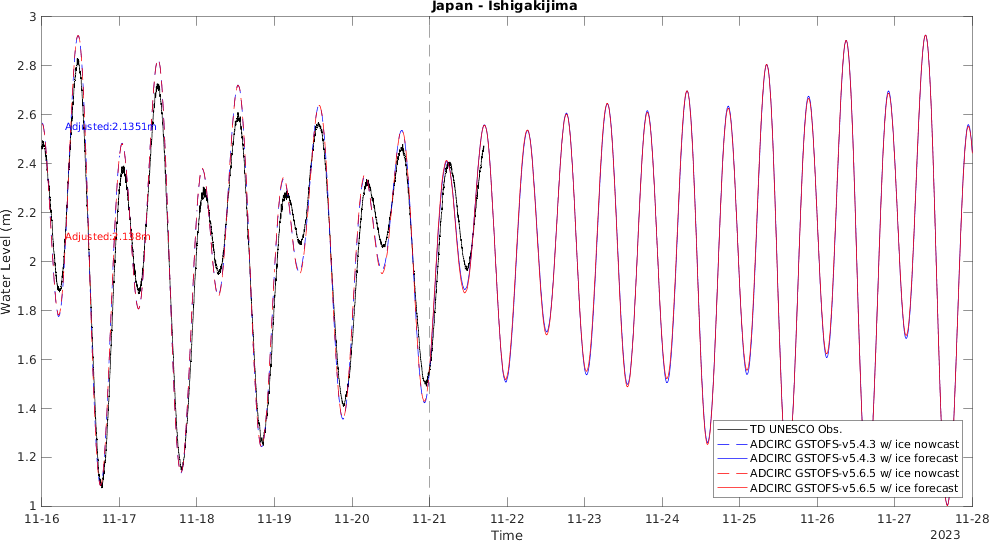 Japan - Ishigakijima
3
2.8
2.6
2.4
2.2
2
1.8
1.6
1.4
1.2
1
Water Level (m)
Adjusted:2.1351m
Adjusted:2.138m
TD UNESCO Obs.
ADCIRC GSTOFS-v5.4.3 w/ ice nowcast
ADCIRC GSTOFS-v5.4.3 w/ ice forecast
ADCIRC GSTOFS-v5.6.5 w/ ice nowcast
ADCIRC GSTOFS-v5.6.5 w/ ice forecast
11-16 11-17 11-18 11-19 11-20 11-21 11-22 11-23 11-24 11-25 11-26 11-27 11-28
Time
2023